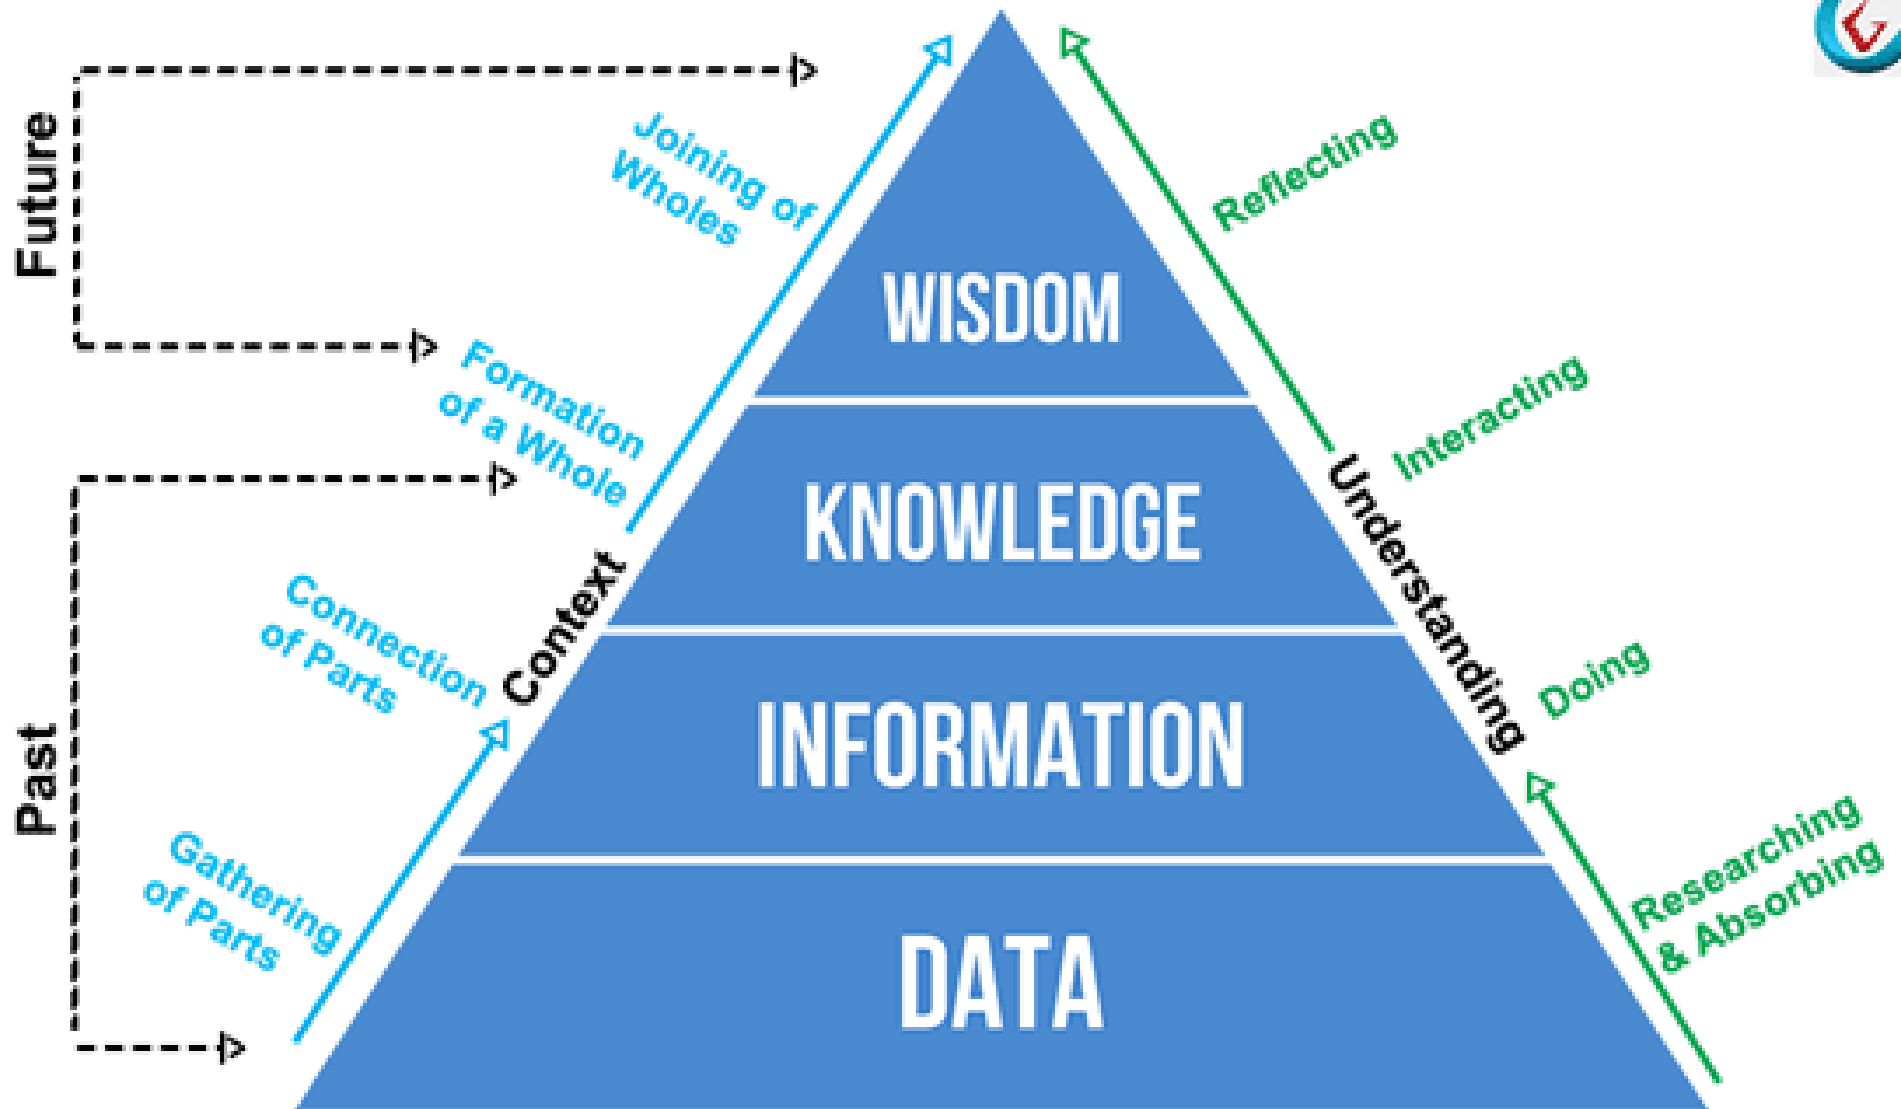 Future
Joining of
Wholes
Reflecting
WISDOM
Formation
of a Whole
Interacting
KNOWLEDGE
Context
Understanding
Past
Connection
of Parts
Doing
INFORMATION
Gathering
of Parts
Researching
& Absorbing
DATA